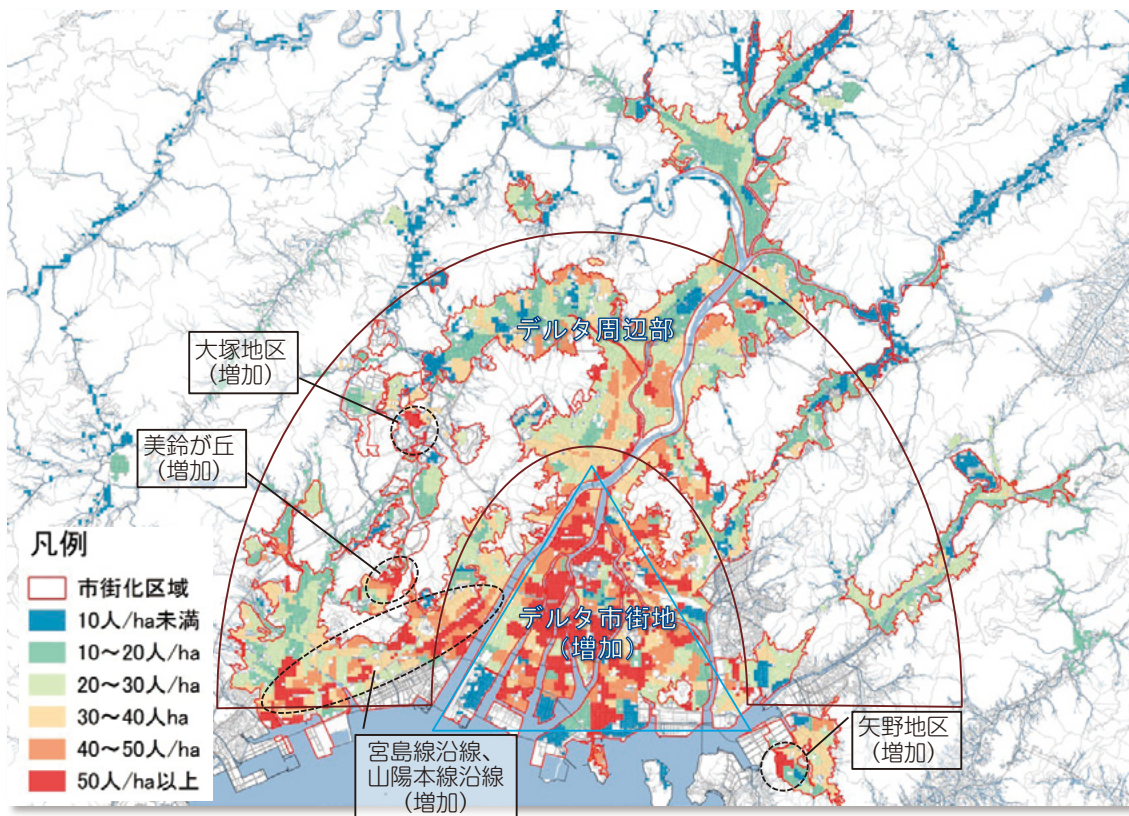 デルタ周辺部
大塚地区
(増加)
美鈴が丘
(増加)
デルタ市街地
(増加)
宮島線沿線、
山陽本線沿線
(増加)
矢野地区
(増加)
凡例
市街化区域
10人/ha未満
10~20人/ha
20~30人/ha
30~40人ha
40~50人/ha
50人/ha以上